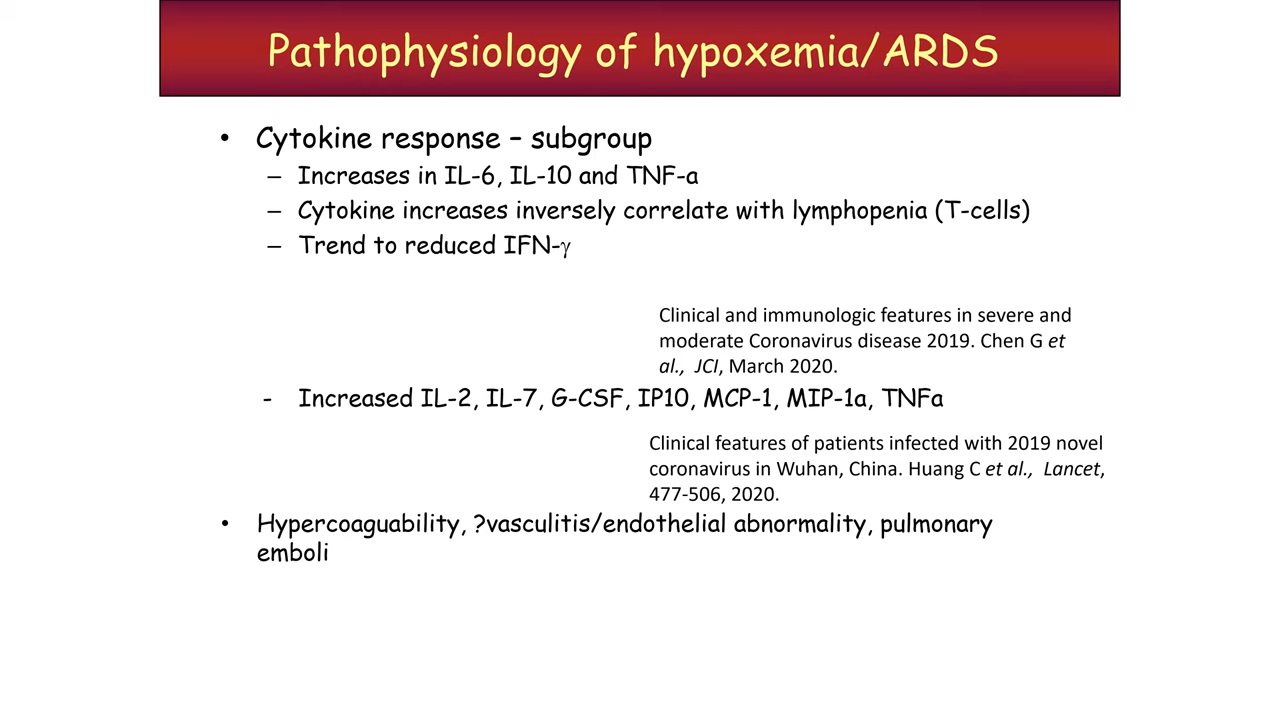 Pathophysiology of hypoxemia/ARDS
• Cytokine response – subgroup
– Increases in IL-6, IL-10 and TNF-a
– Cytokine increases inversely correlate with lymphopenia (T-cells)
– Trend to reduced IFN-γ
Clinical and immunologic features in severe and
moderate Coronavirus disease 2019. Chen G et
al., JCI, March 2020.
- Increased IL-2, IL-7, G-CSF, IP10, MCP-1, MIP-1a, TNFa
Clinical features of patients infected with 2019 novel
coronavirus in Wuhan, China. Huang C et al., Lancet,
477-506, 2020.
• Hypercoaguability, ?vasculitis/endothelial abnormality, pulmonary
emboli